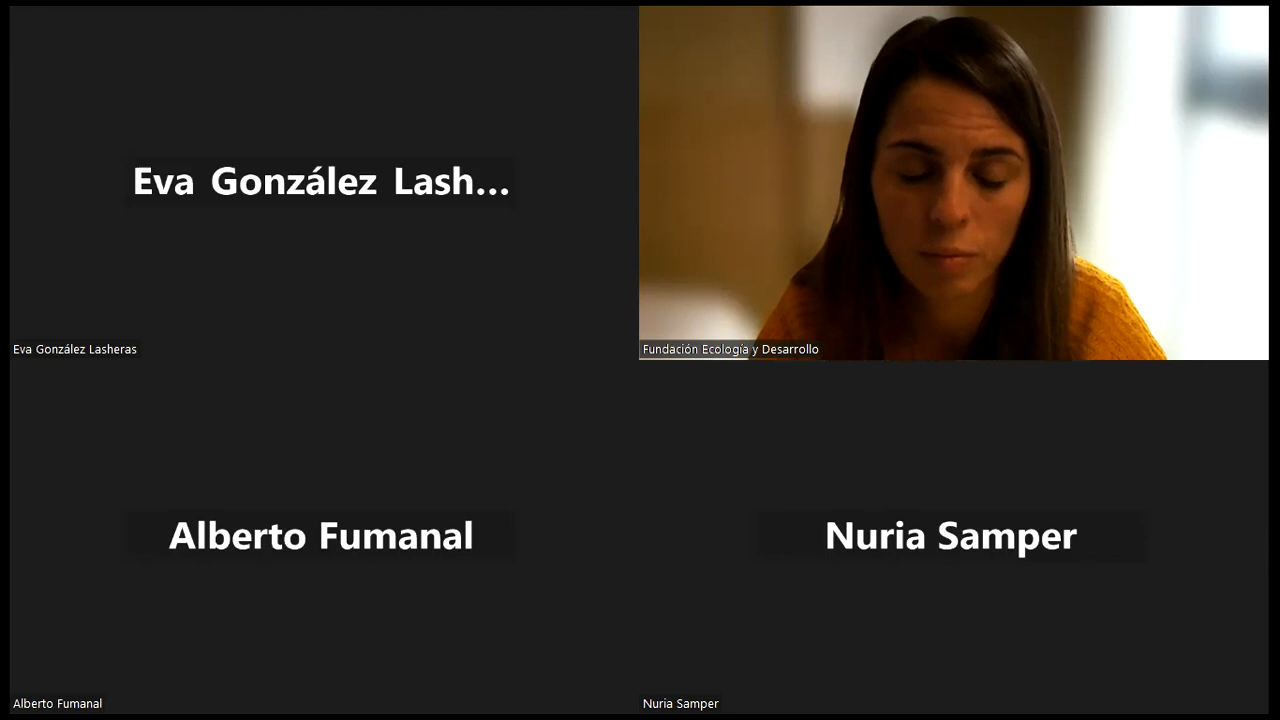 Eva González Lash...
Eva González Lasheras
Fundación Ecología y Desarrollo
Alberto Fumanal
Nuria Samper
Alberto Fumanal
Nuria Samper